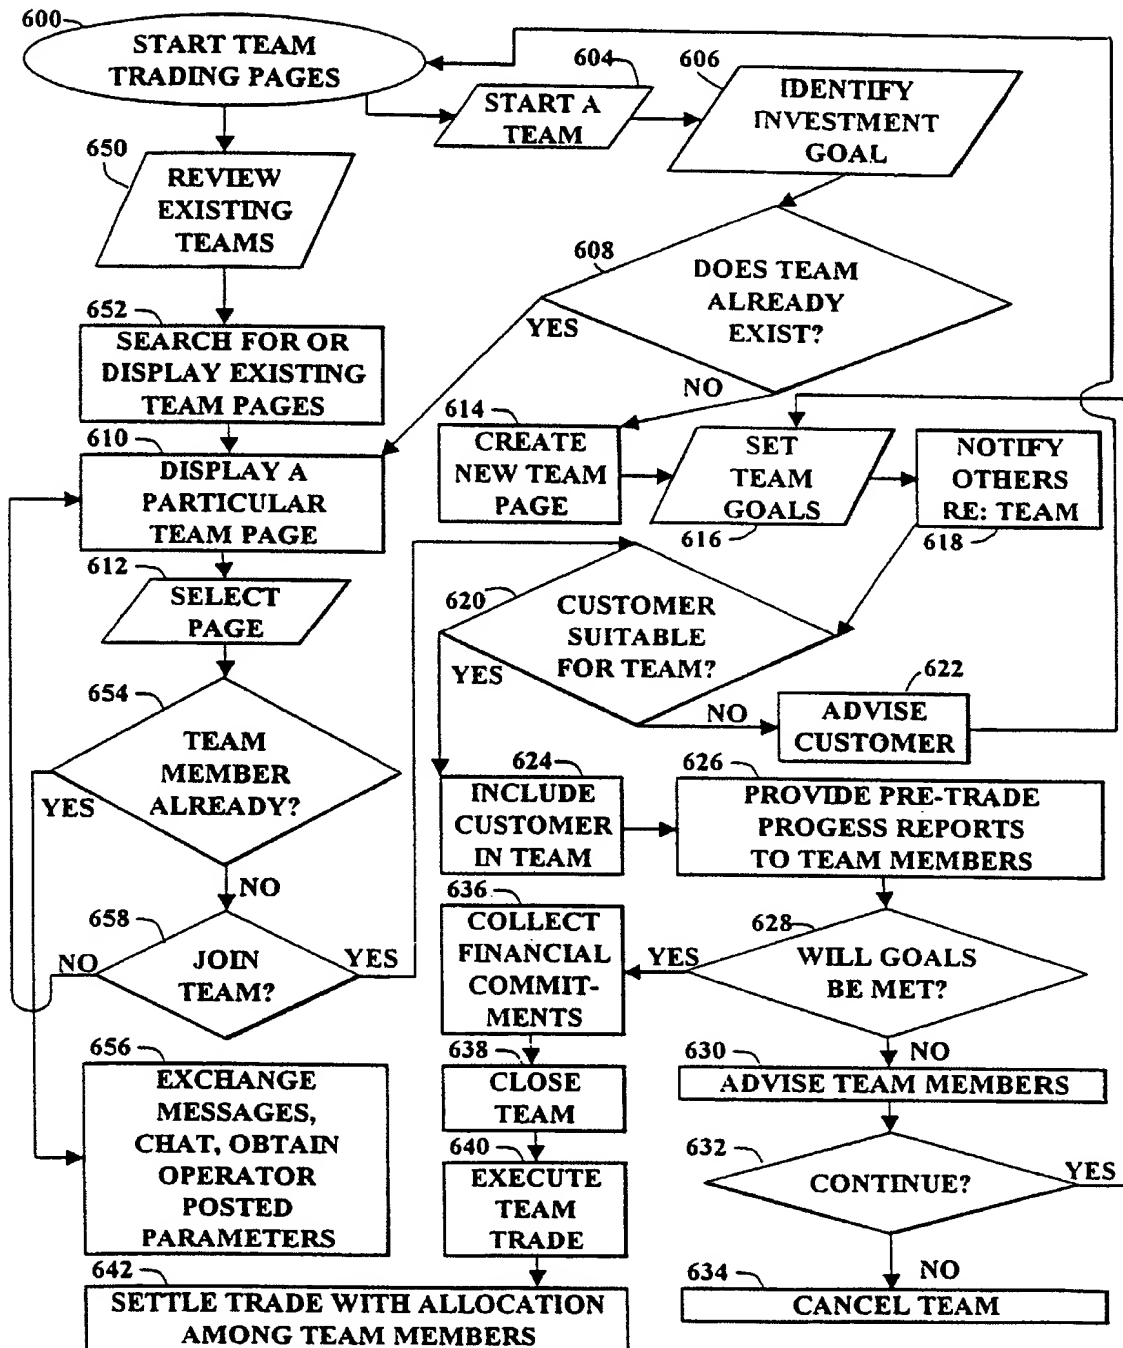 600
START TEAM
TRADING PAGES
604
START A
TEAM
606
IDENTIFY
INVESTMENT
GOAL
650
REVIEW
EXISTING
TEAMS
608
DOES TEAM
ALREADY
EXIST?
YES
NO
652
SEARCH FOR OR
DISPLAY EXISTING
TEAM PAGES
614
CREATE
NEW TEAM
PAGE
SET
TEAM
GOALS
616
NOTIFY
OTHERS
RE: TEAM
618
610
DISPLAY A
PARTICULAR
TEAM PAGE
612
SELECT
PAGE
620
CUSTOMER
SUITABLE
FOR TEAM?
YES
NO
622
ADVISE
CUSTOMER
654
TEAM
MEMBER
ALREADY?
YES
NO
624
INCLUDE
CUSTOMER
IN TEAM
626
PROVIDE PRE-TRADE
PROGESS REPORTS
TO TEAM MEMBERS
658
JOIN
TEAM?
NO
YES
636
COLLECT
FINANCIAL
COMMIT-
MENTS
628
WILL GOALS
BE MET?
YES
NO
656
EXCHANGE
MESSAGES,
CHAT, OBTAIN
OPERATOR
POSTED
PARAMETERS
638
CLOSE
TEAM
630
ADVISE TEAM MEMBERS
640
EXECUTE
TEAM
TRADE
632
CONTINUE?
YES
NO
642
SETTLE TRADE WITH ALLOCATION
AMONG TEAM MEMBERS
634
CANCEL TEAM